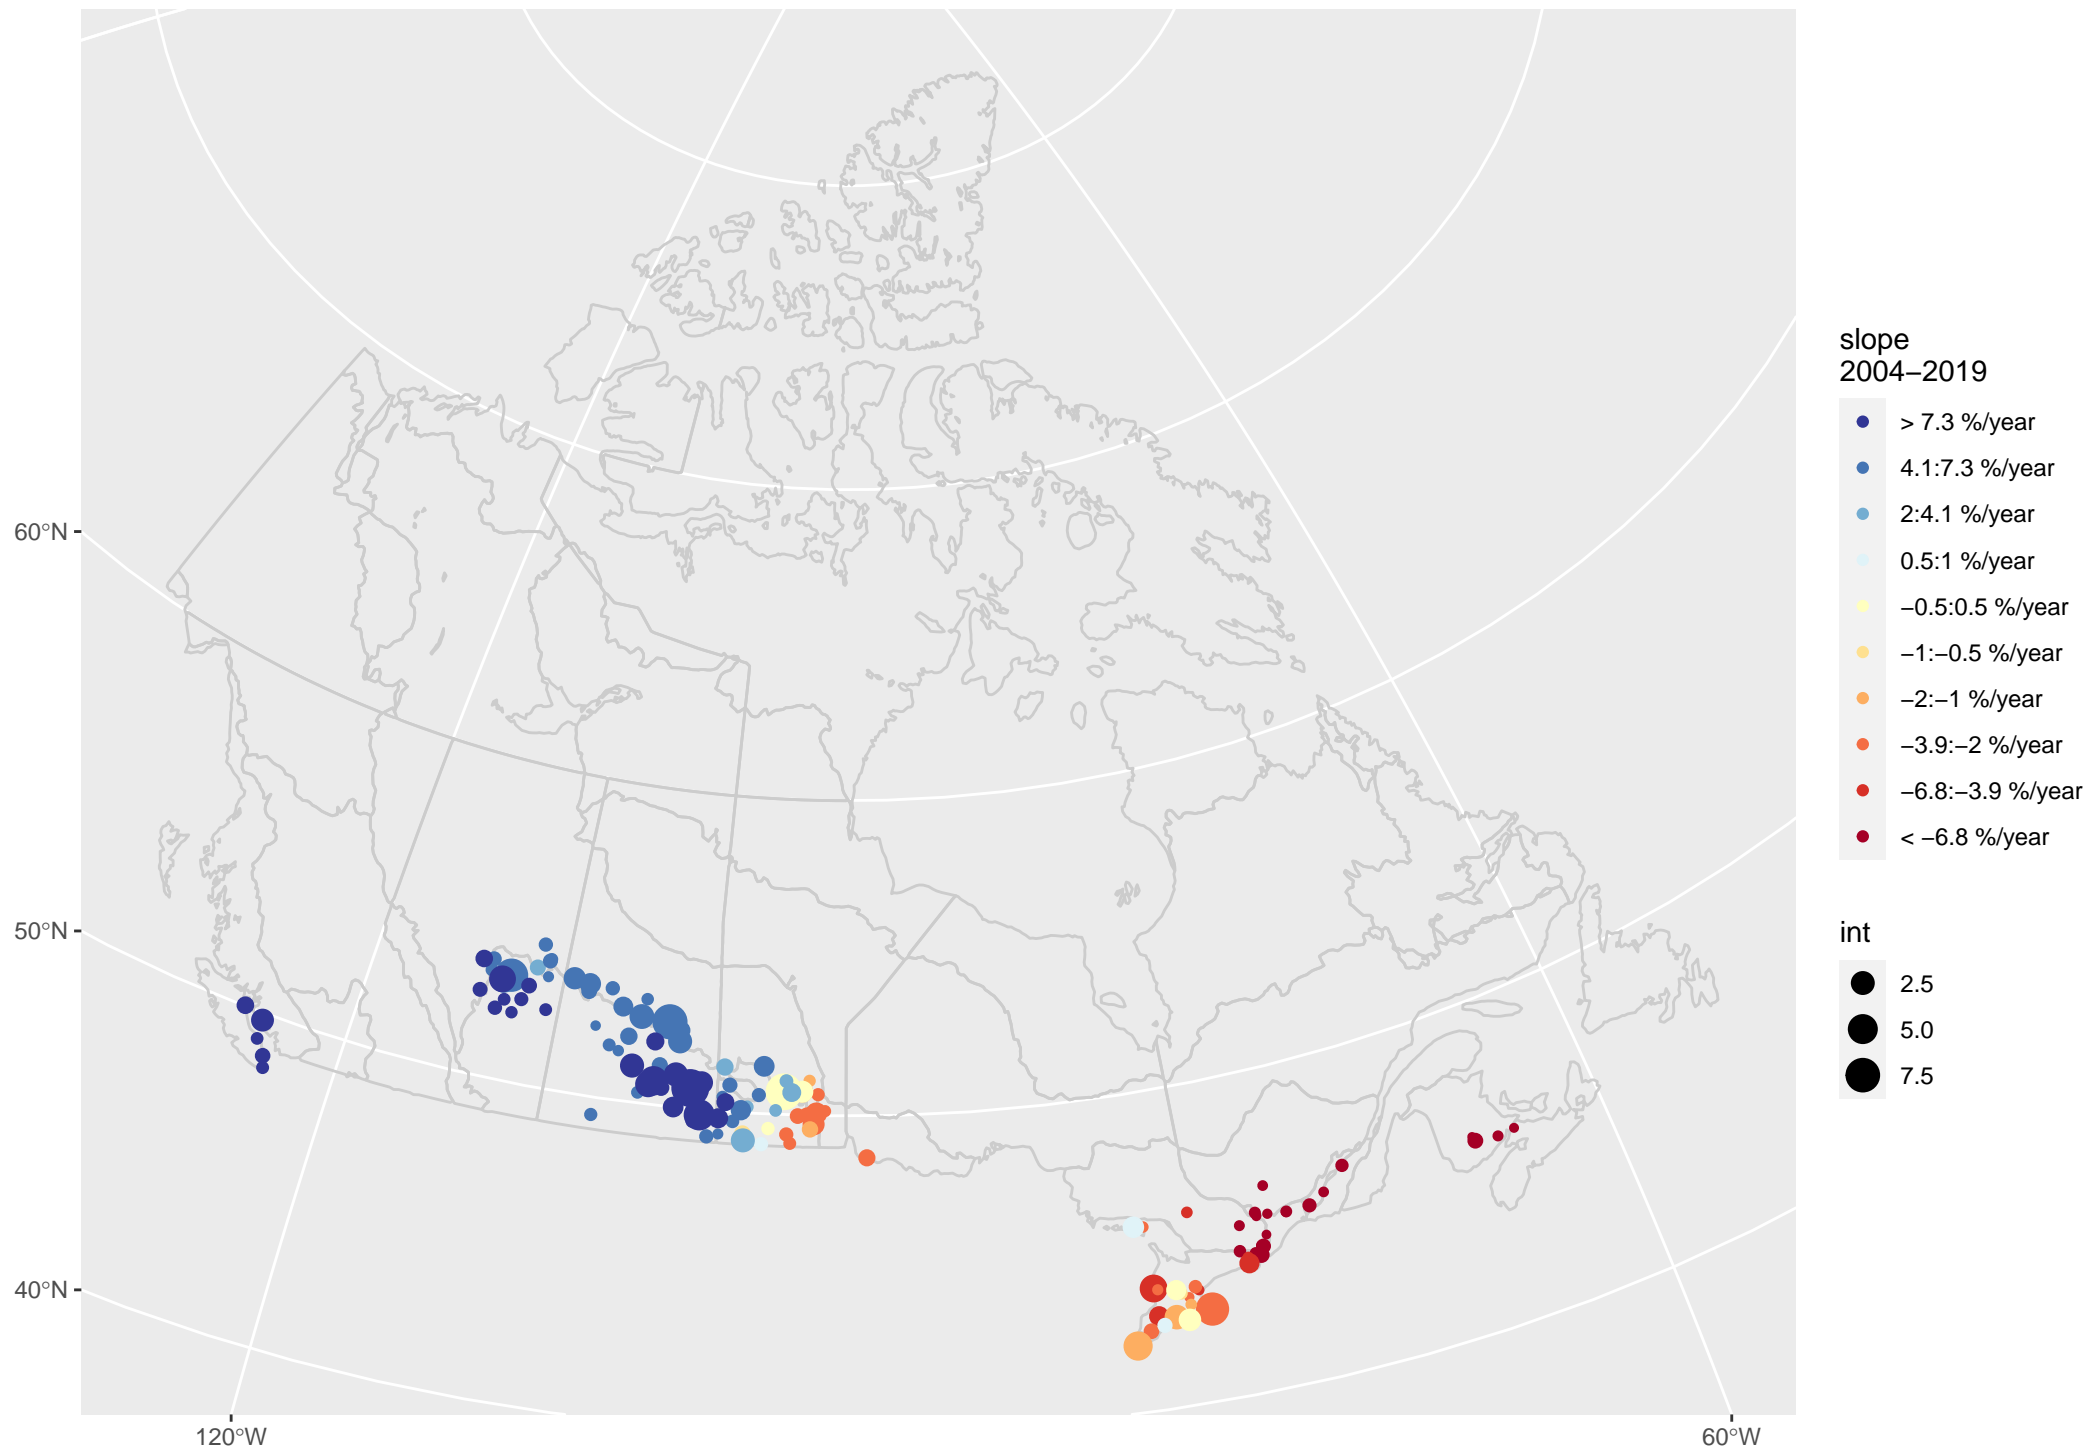 60°N
50°N
40°N
120°W
60°W
slope
2004−2019
> 7.3 %/year
4.1:7.3 %/year
2:4.1 %/year
0.5:1 %/year
−0.5:0.5 %/year
−1:−0.5 %/year
−2:−1 %/year
−3.9:−2 %/year
−6.8:−3.9 %/year
< −6.8 %/year
int
2.5
5.0
7.5